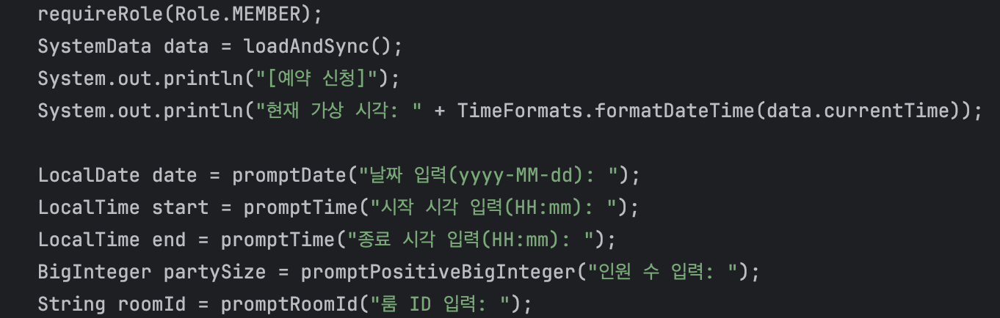 requireRole(Role.MEMBER);
SystemData data = loadAndSync();
System.out.println("[예약 신청]");
System.out.println("현재 가상 시각: " + TimeFormats.formatDateTime(data.currentTime));
LocalDate date = promptDate("날짜 입력(yyyy-MM-dd): ");
LocalTime start = promptTime("시작 시각 입력(HH:mm): ");
LocalTime end = promptTime("종료 시각 입력(HH:mm): ");
BigInteger partySize = promptPositiveBigInteger("인원 수 입력: ");
String roomId = promptRoomId("룸 ID 입력: ");